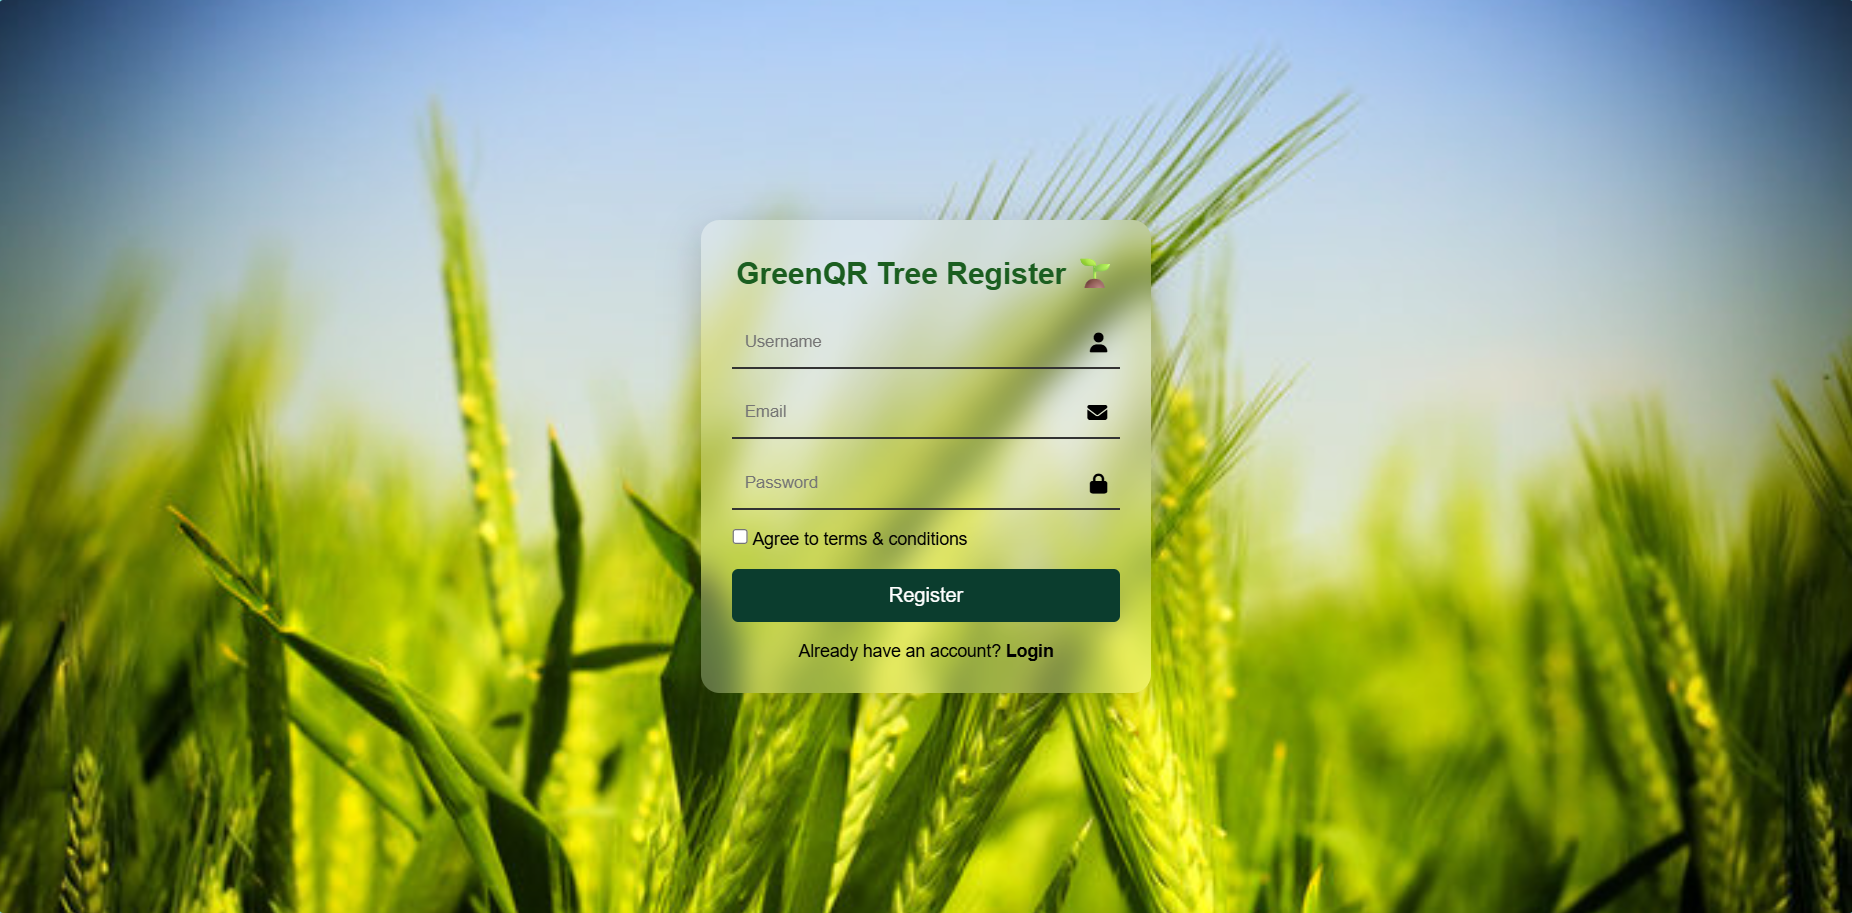 GreenQR Tree Register 🌱
Username
Email
Password
Agree to terms & conditions
Register
Already have an account? Login